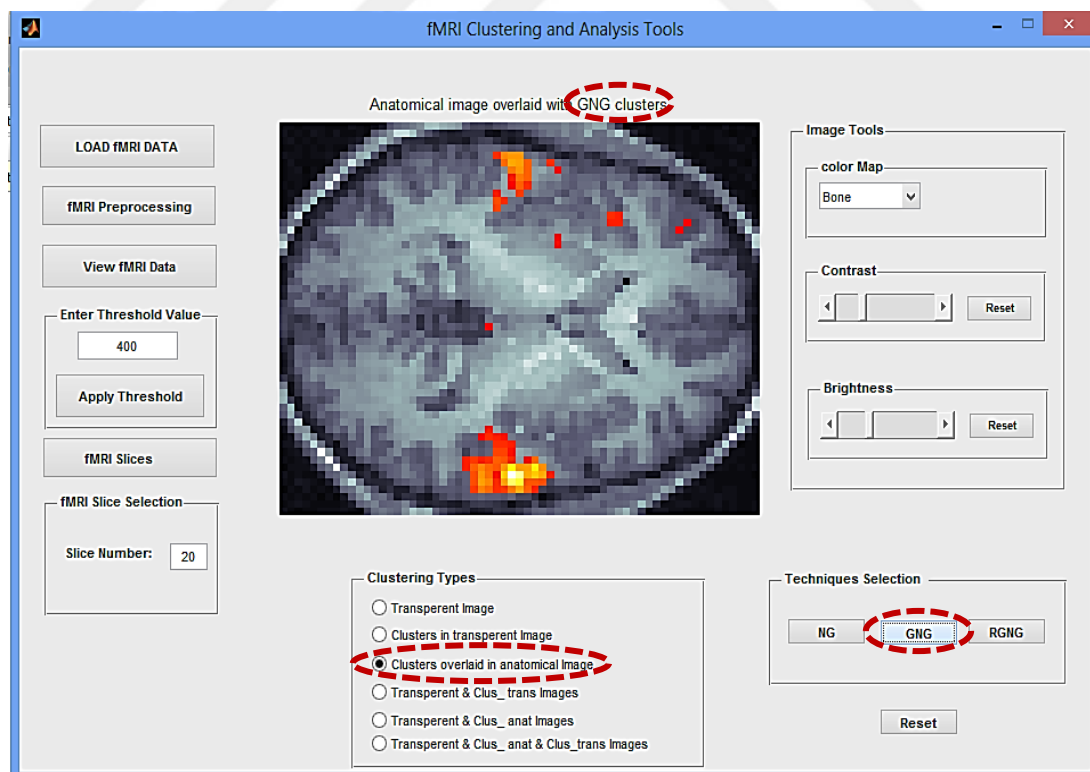 fMRI Clustering and Analysis Tools
Anatomical image overlaid with GNG clusters
LOAD fMRI DATA
fMRI Preprocessing
View fMRI Data
Enter Threshold Value
400
Apply Threshold
fMRI Slices
fMRI Slice Selection
Slice Number: 20
Image Tools
color Map
Bone
Contrast
Reset
Brightness
Reset
Clustering Types
Transperent Image
Clusters in transperent Image
Clusters overlaid in anatomical Image
Transperent & Clus_ trans Images
Transperent & Clus_ anat Images
Transperent & Clus_ anat & Clus_trans Images
Techniques Selection
NG GNG RGNG
Reset